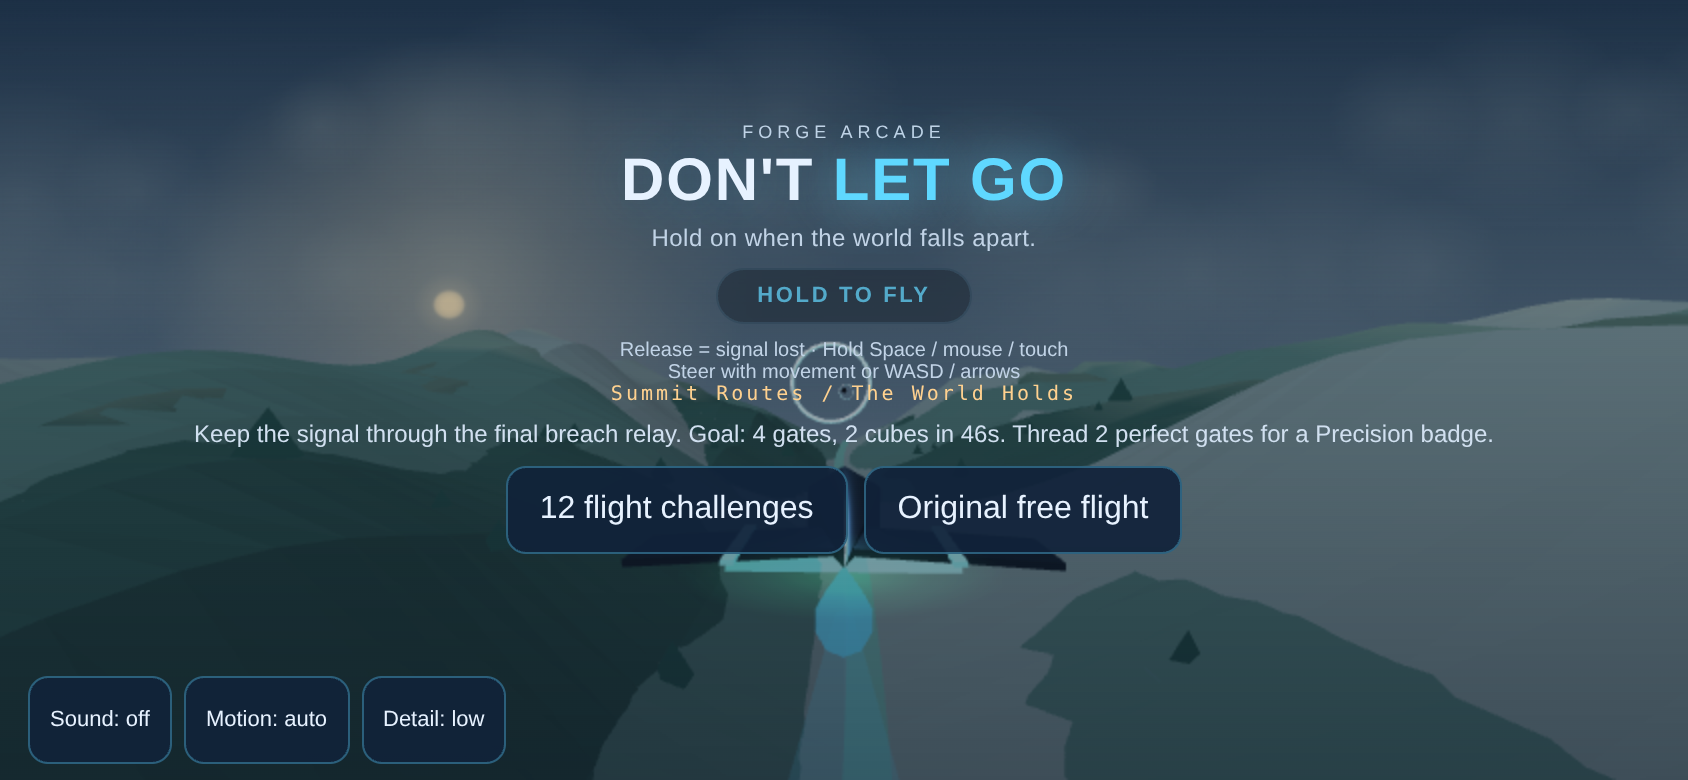 FORGE ARCADE
DON'T LET GO
Hold on when the world falls apart.
HOLD TO FLY
Release = signal lost · Hold Space / mouse / touch
Steer with movement or WASD / arrows
Summit Routes / The World Holds
Keep the signal through the final breach relay. Goal: 4 gates, 2 cubes in 46s. Thread 2 perfect gates for a Precision badge.
12 flight challenges
Original free flight
Sound: off
Motion: auto
Detail: low